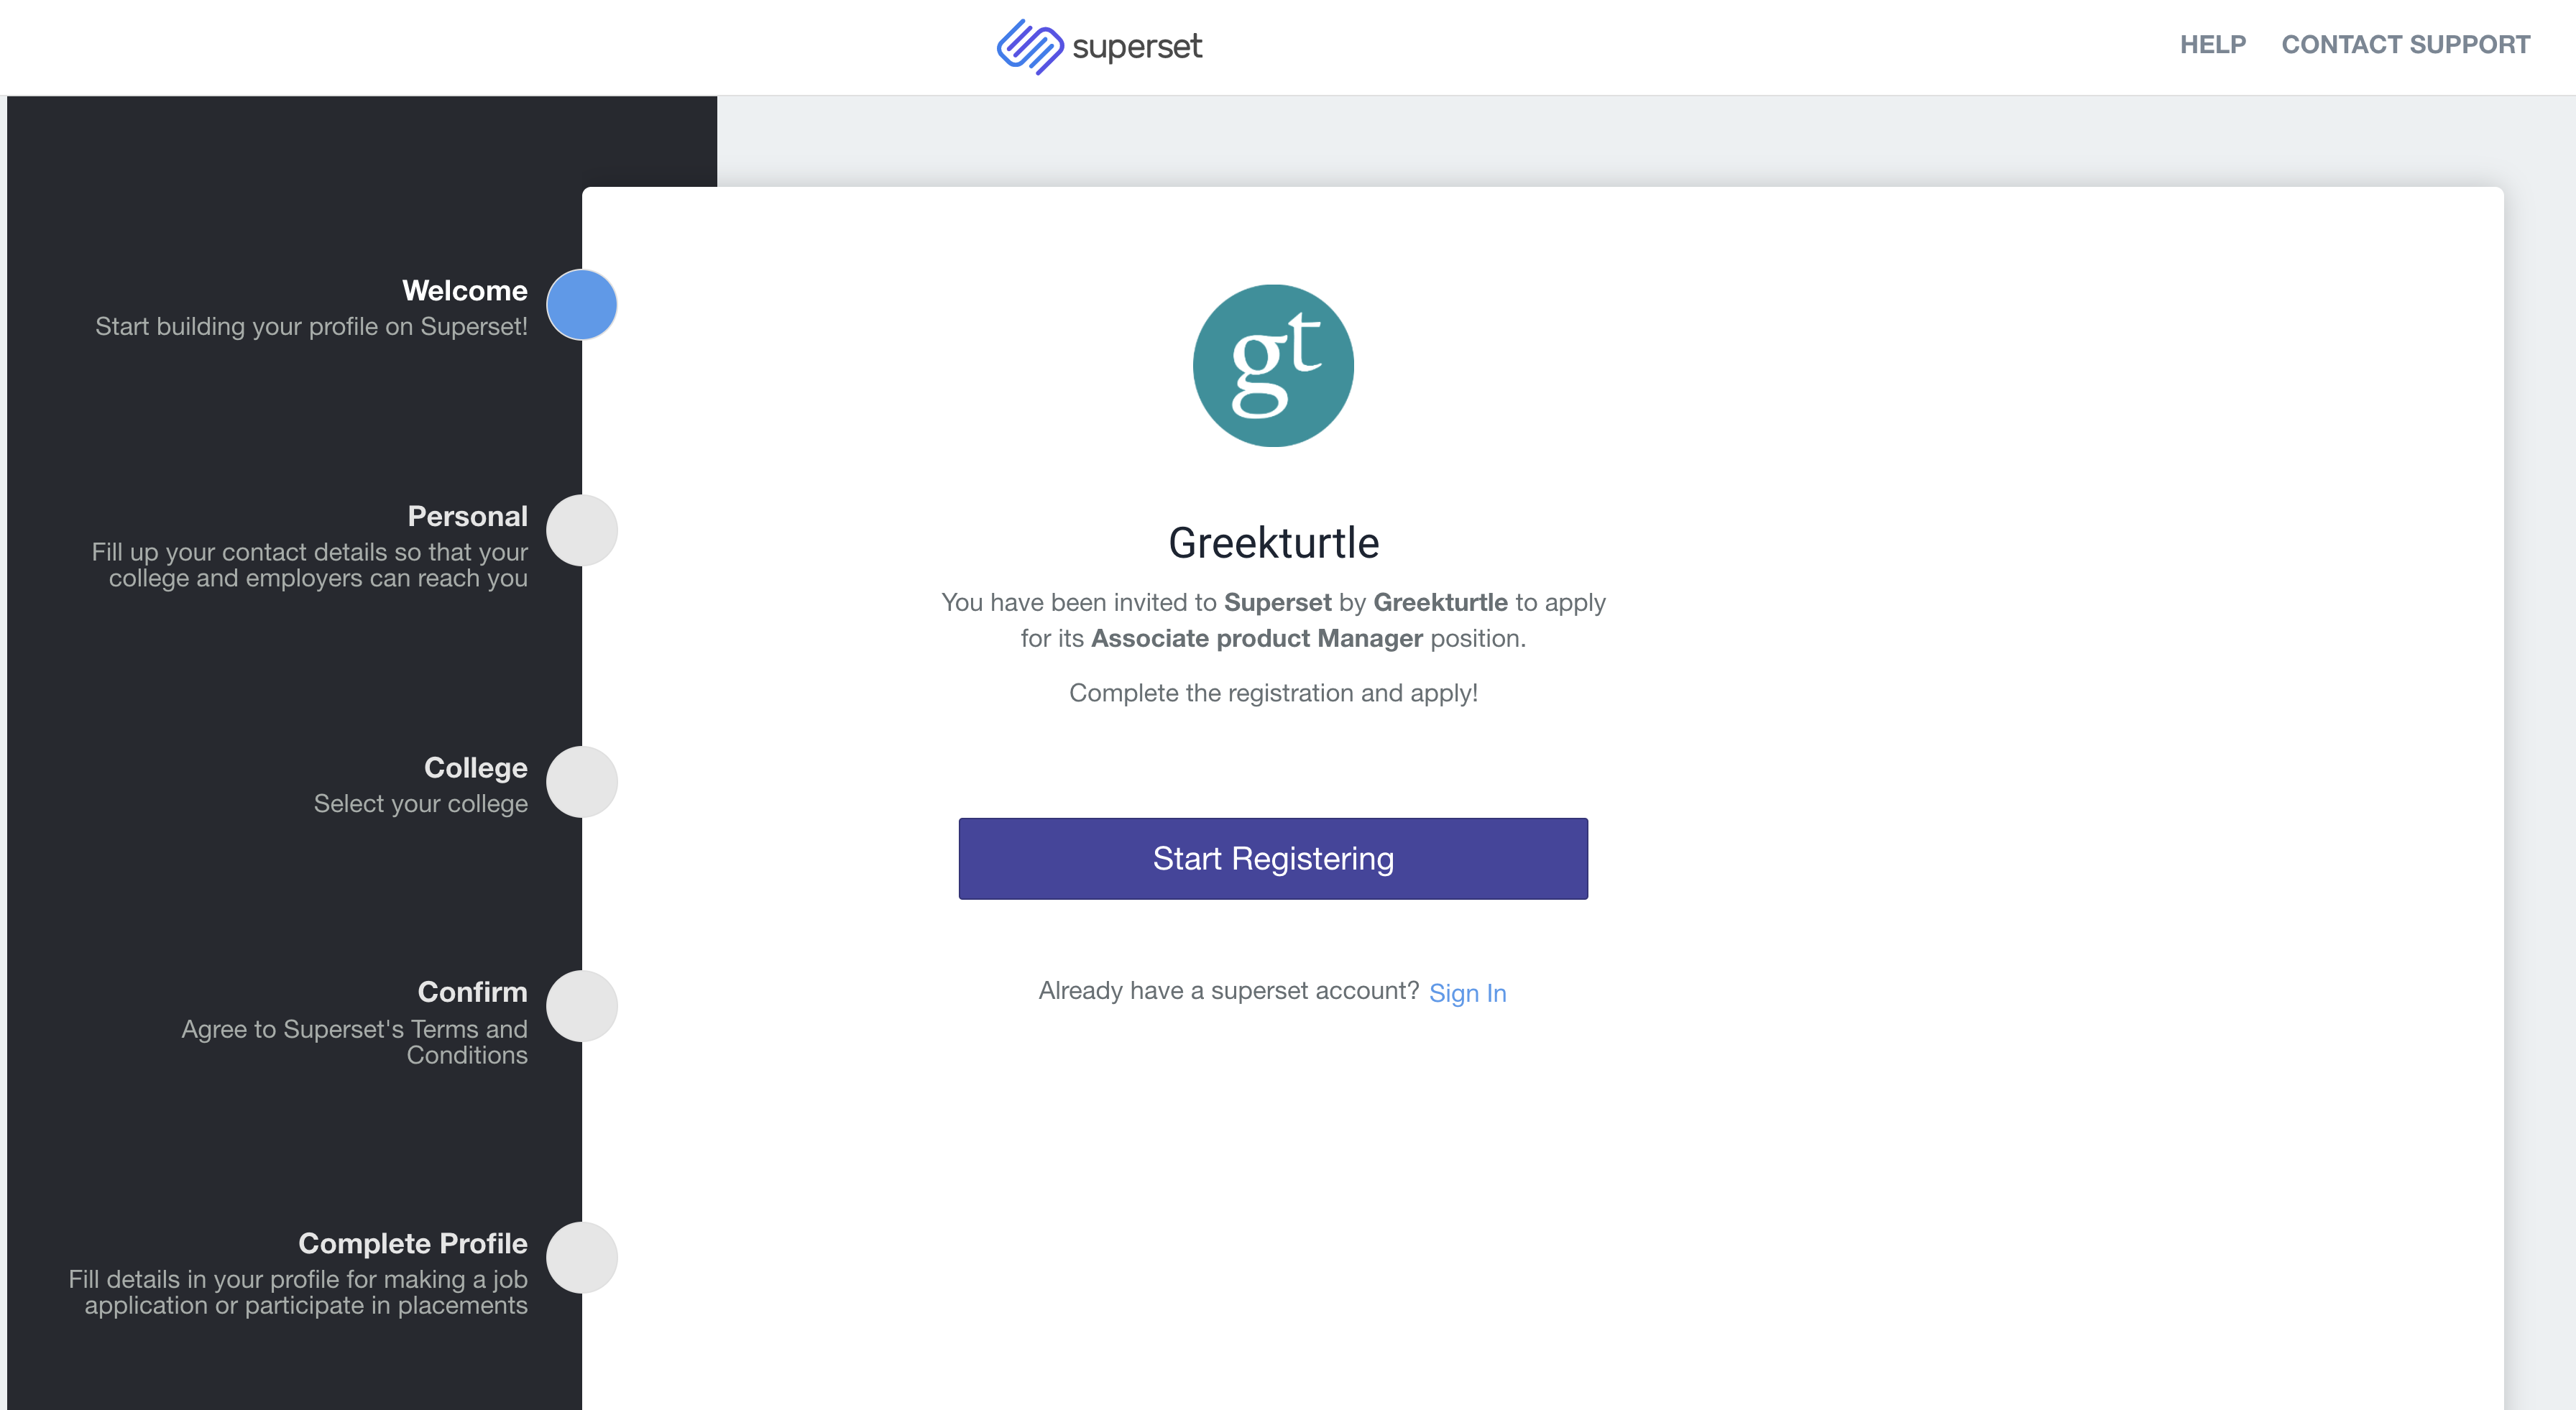 superset
HELP
CONTACT SUPPORT
Welcome
Start building your profile on Superset!
Personal
Fill up your contact details so that your
college and employers can reach you
College
Select your college
Confirm
Agree to Superset's Terms and
Conditions
Complete Profile
Fill details in your profile for making a job
application or participate in placements
gt
Greekturtle
You have been invited to Superset by Greekturtle to apply
for its Associate product Manager position.
Complete the registration and apply!
Start Registering
Already have a superset account? Sign In